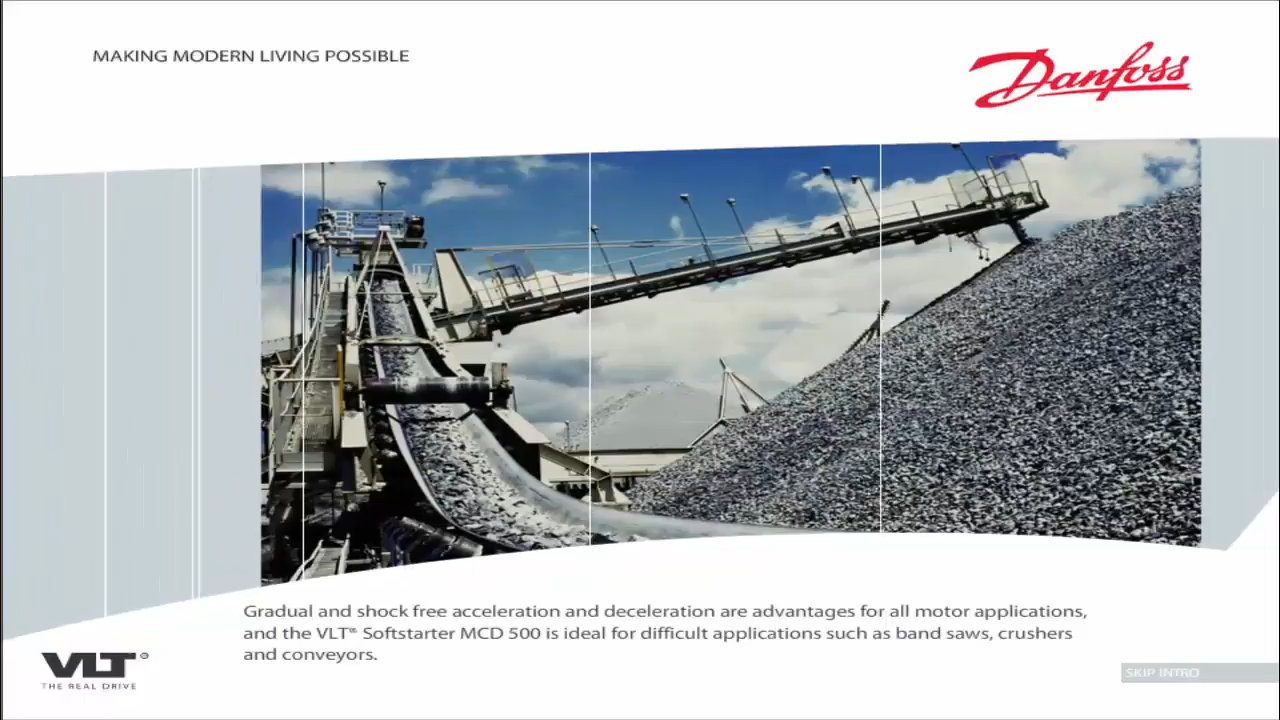 MAKING MODERN LIVING POSSIBLE
Danfoss
Gradual and shock free acceleration and deceleration are advantages for all motor applications,
and the VLT® Softstarter MCD 500 is ideal for difficult applications such as band saws, crushers
and conveyors.
VLT®
THE REAL DRIVE
SKIP INTRO